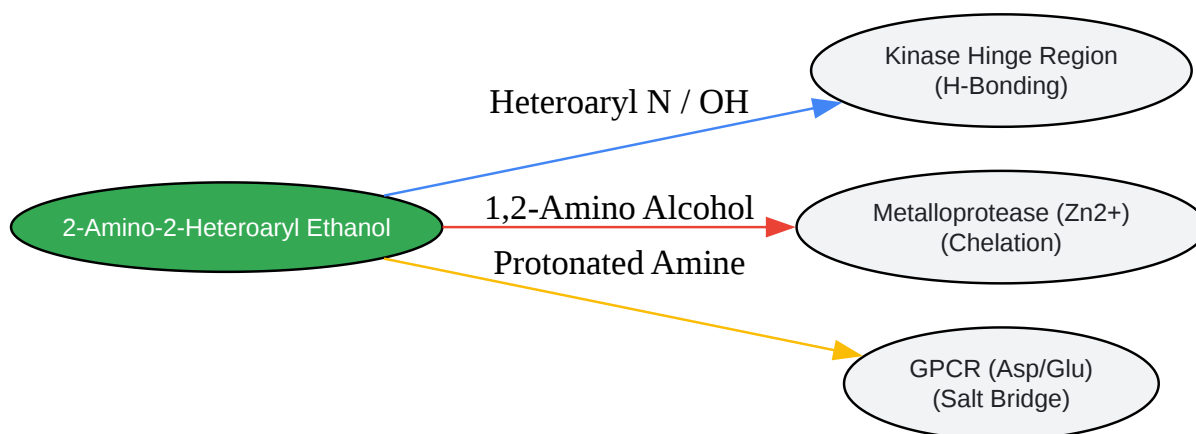 Kinase Hinge Region
(H-Bonding)
Heteroaryl N / OH
2-Amino-2-Heteroaryl Ethanol
1,2-Amino Alcohol
Metalloprotease (Zn2+)
(Chelation)
Protonated Amine
GPCR (Asp/Glu)
(Salt Bridge)